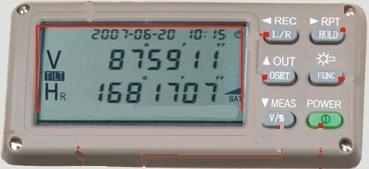 2007-06-20 10:15
V 87°59'11"
TILT
HR 168°17'07"
BAT
◄ REC
L/R
► RPT
HOLD
▲ OUT
OSET
FUNC
▼ MEAS
V/%
POWER